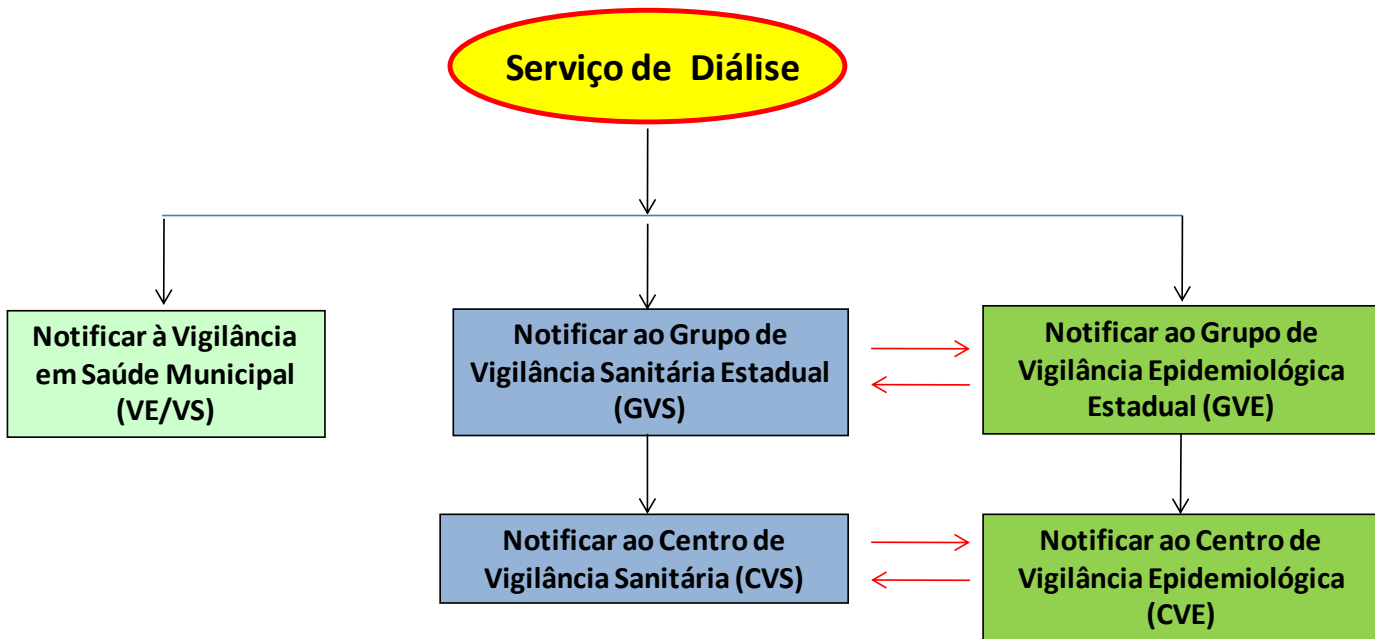 Serviço de Diálise
Notificar à Vigilância
em Saúde Municipal
(VE/VS)
Notificar ao Grupo de
Vigilância Sanitária Estadual
(GVS)
Notificar ao Grupo de
Vigilância Epidemiológica
Estadual (GVE)
Notificar ao Centro de
Vigilância Sanitária (CVS)
Notificar ao Centro de
Vigilância Epidemiológica
(CVE)